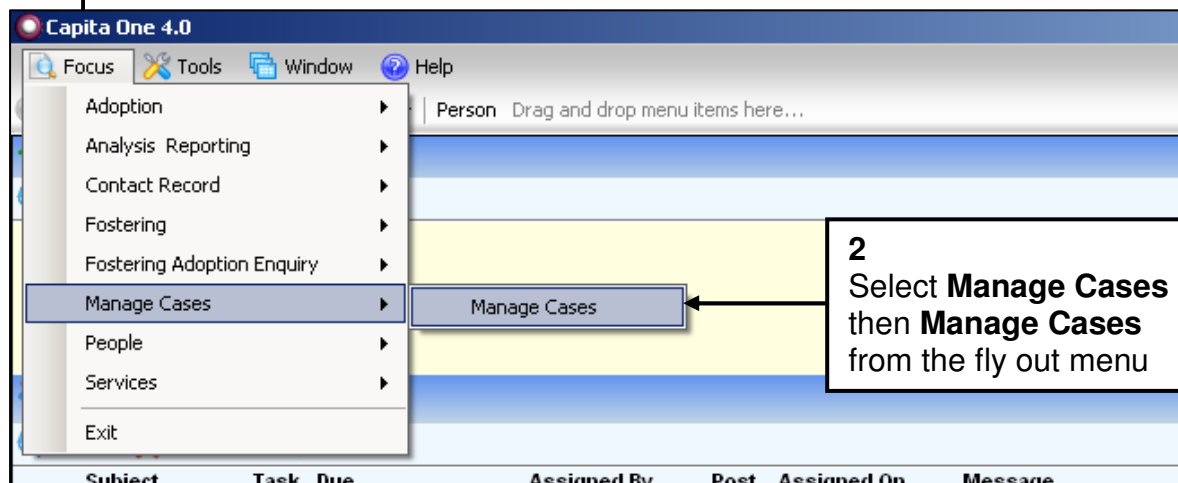 Capita One 4.0
Focus Tools Window Help
Person Drag and drop menu items here...
Adoption
Analysis Reporting
Contact Record
Fostering
Fostering Adoption Enquiry
Manage Cases
Manage Cases
People
Services
Exit
2
Select Manage Cases
then Manage Cases
from the fly out menu
Subject Task Due Assigned By Post Assigned On Message